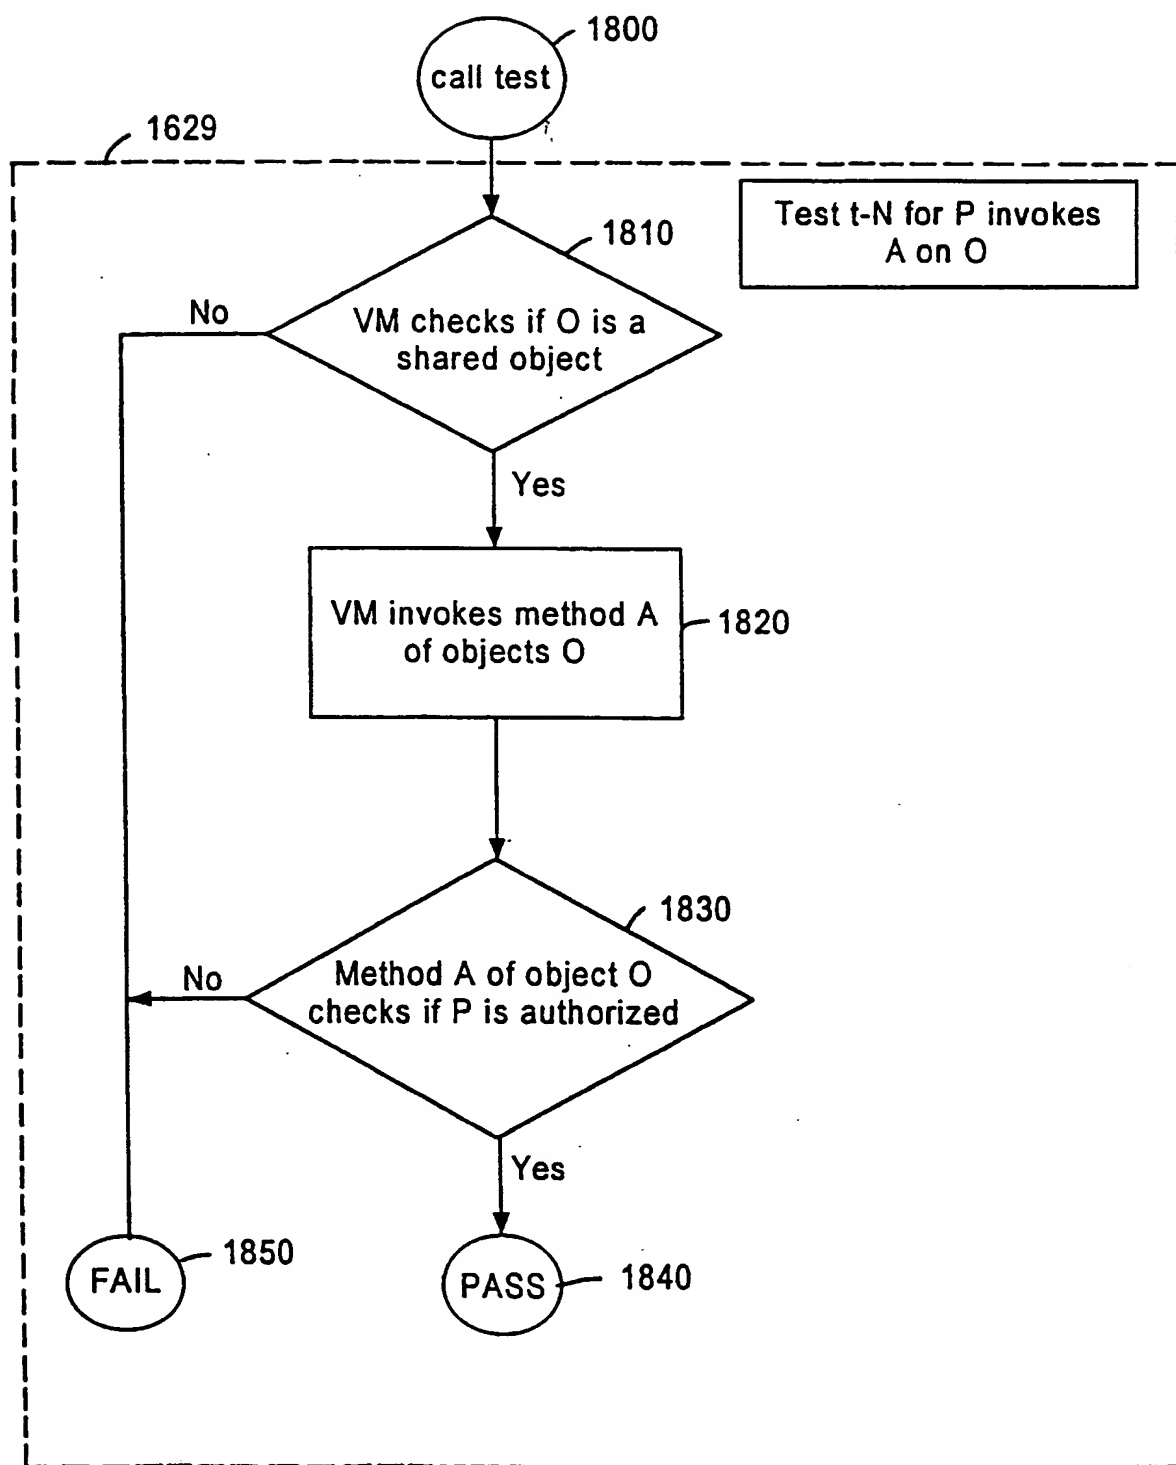 1800
call test
1629
Test t-N for P invokes
A on O
1810
No
VM checks if O is a
shared object
Yes
VM invokes method A
of objects O
1820
1830
No
Method A of object O
checks if P is authorized
Yes
1850
FAIL
PASS
1840